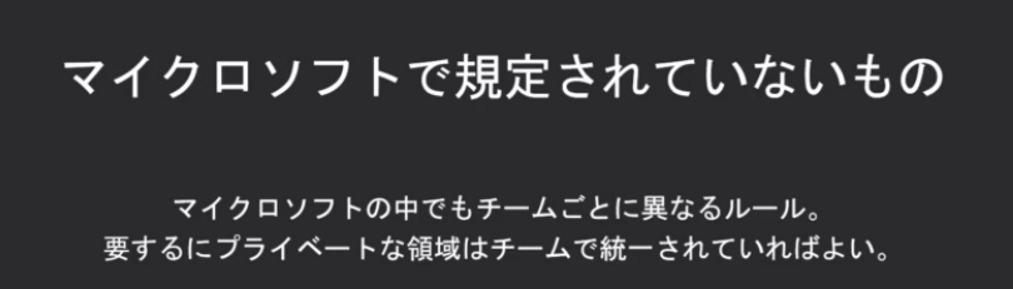 マイクロソフトで規定されていないもの
マイクロソフトの中でもチームごとに異なるルール。
要するにプライベートな領域はチームで統一されていればよい。